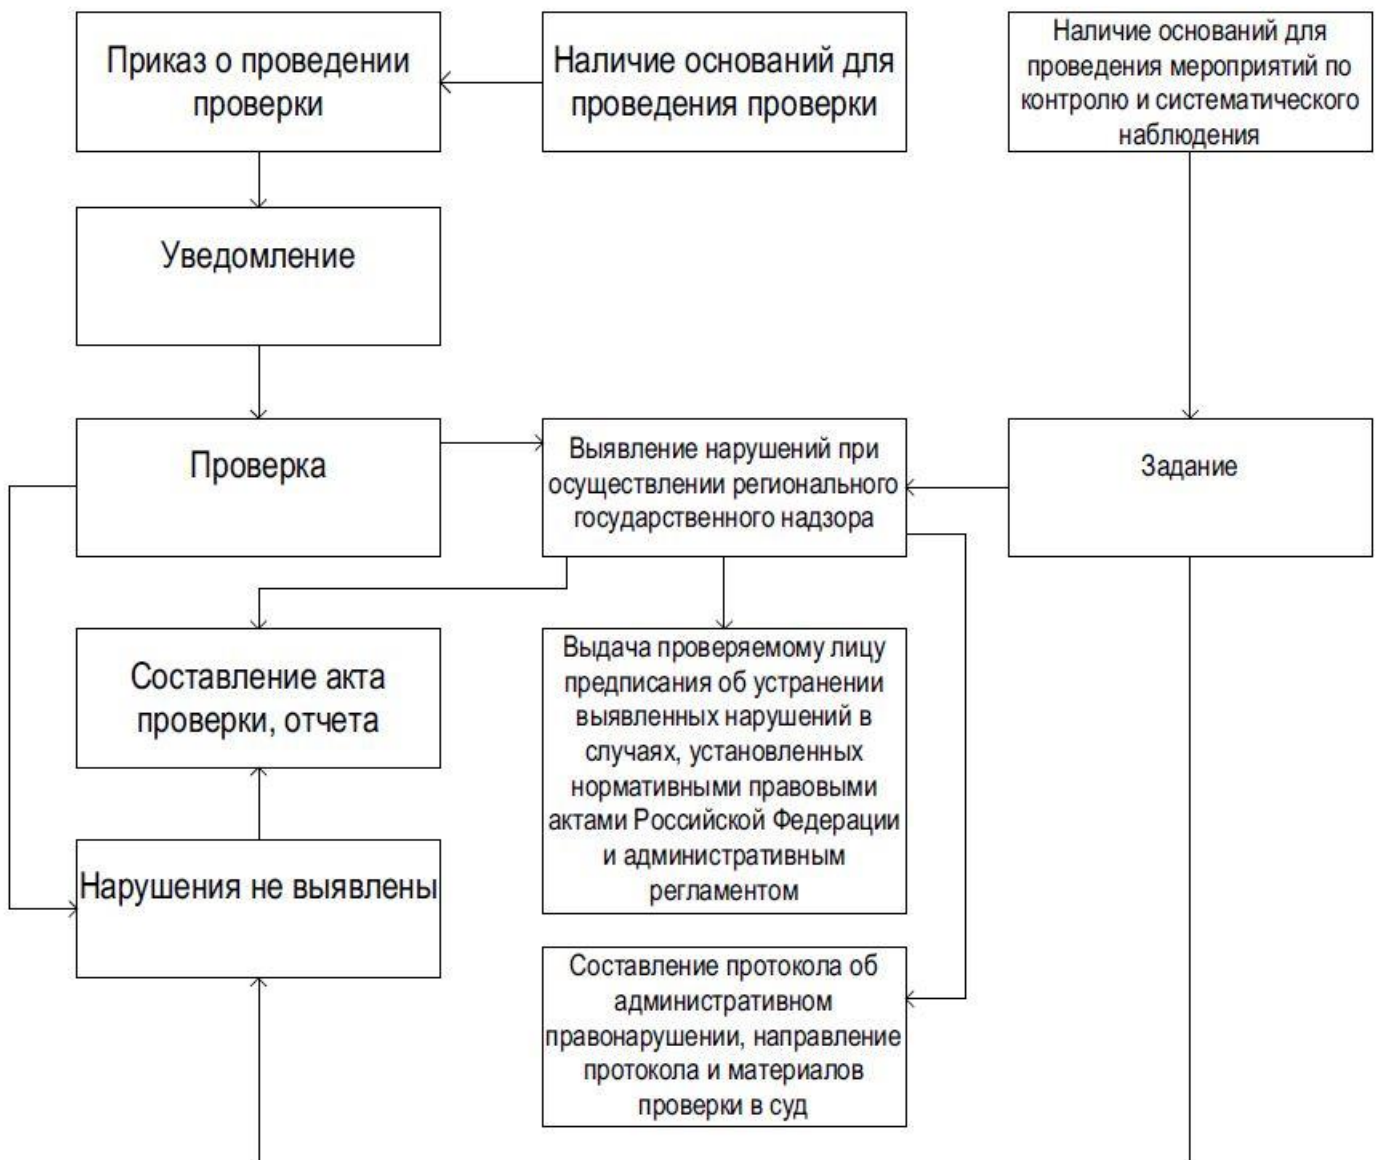 Приказ о проведении
проверки
Наличие оснований для
проведения проверки
Наличие оснований для
проведения мероприятий по
контролю и систематического
наблюдения
Уведомление
Проверка
Выявление нарушений при
осуществлении регионального
государственного надзора
Задание
Составление акта
проверки, отчета
Выдача проверяемому лицу
предписания об устранении
выявленных нарушений в
случаях, установленных
нормативными правовыми
актами Российской Федерации
и административным
регламентом
Нарушения не выявлены
Составление протокола об
административном
правонарушении, направление
протокола и материалов
проверки в суд